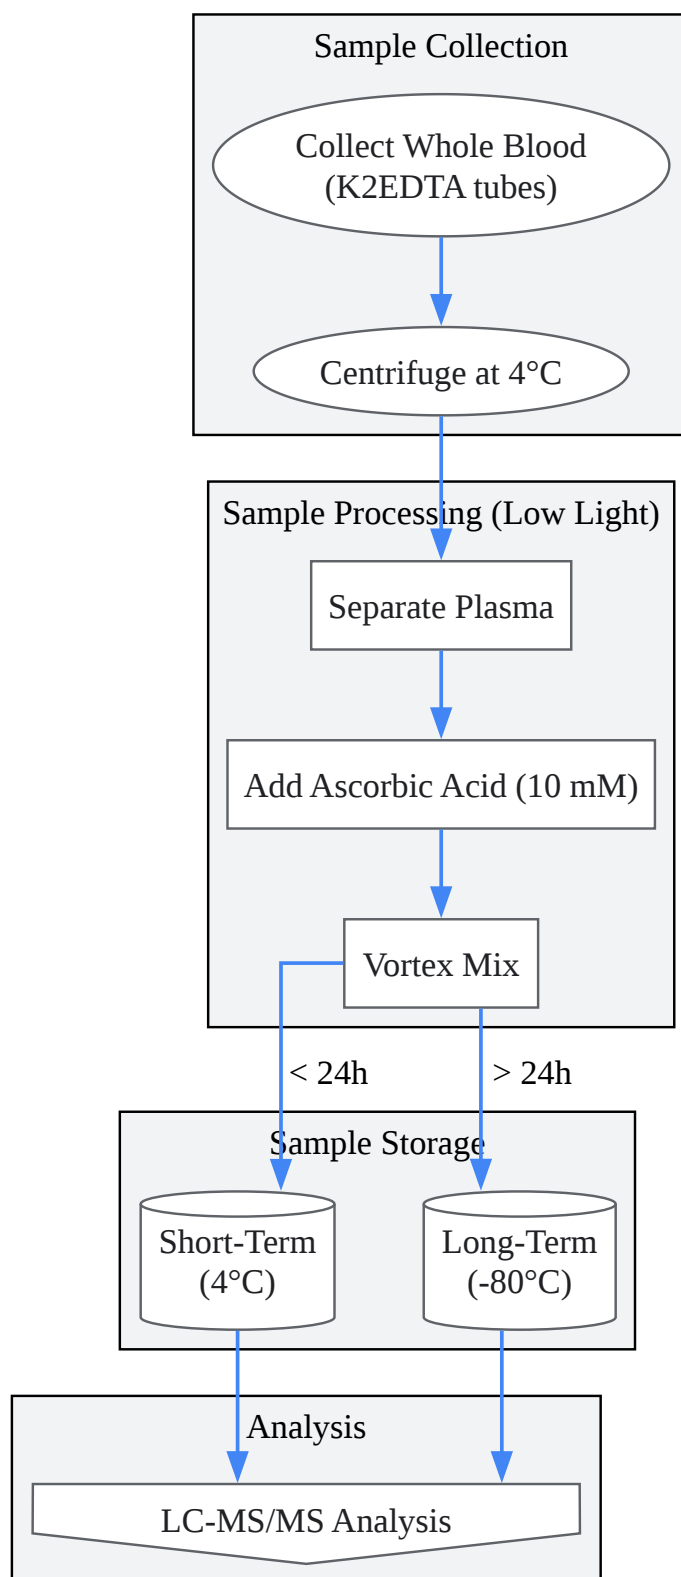 Sample Collection
Collect Whole Blood
(K2EDTA tubes)
Centrifuge at 4°C
Sample Processing (Low Light)
Separate Plasma
Add Ascorbic Acid (10 mM)
Vortex Mix
< 24h
> 24h
Sample Storage
Short-Term
(4°C)
Long-Term
(-80°C)
Analysis
LC-MS/MS Analysis